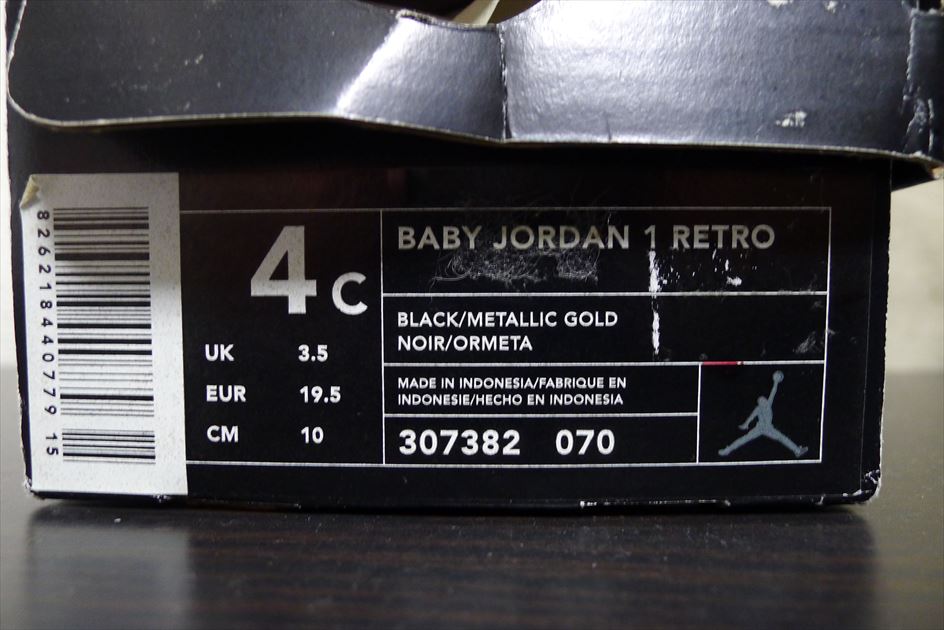 826218440779 15
4 C
UK 3.5
EUR 19.5
CM 10
BABY JORDAN 1 RETRO
BLACK/METALLIC GOLD
NOIR/ORMETA
MADE IN INDONESIA/FABRIQUE EN
INDONESIE/HECHO EN INDONESIA
307382 070